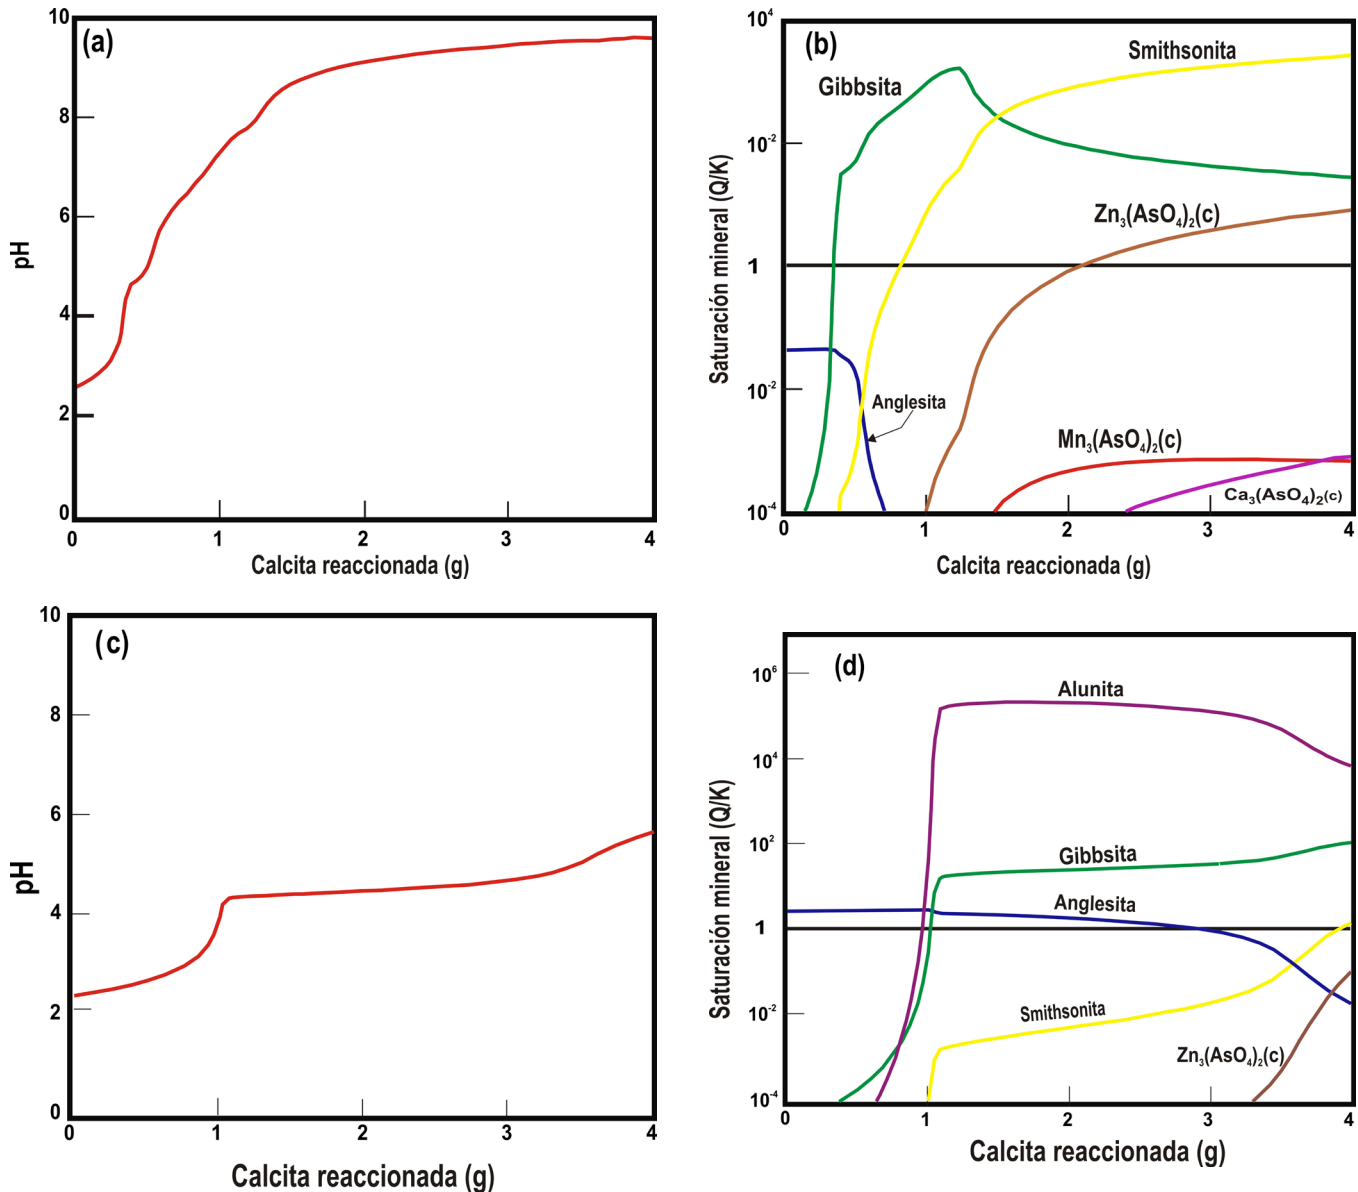 (a)
10
8
6
4
2
0
pH
0 1 2 3 4
Calcita reaccionada (g)
(b)
10⁴
10⁻²
1
10⁻²
10⁻⁴
Saturación mineral (Q/K)
Gibbsita
Smithsonita
Zn₃(AsO₄)₂(c)
Anglesita
Mn₃(AsO₄)₂(c)
Ca₃(AsO₄)₂(c)
0 1 2 3 4
Calcita reaccionada (g)
(c)
10
8
6
4
2
0
pH
0 1 2 3 4
Calcita reaccionada (g)
(d)
10⁶
10⁴
10²
1
10⁻²
10⁻⁴
Saturación mineral (Q/K)
Alunita
Gibbsita
Anglesita
Smithsonita
Zn₃(AsO₄)₂(c)
0 1 2 3 4
Calcita reaccionada (g)